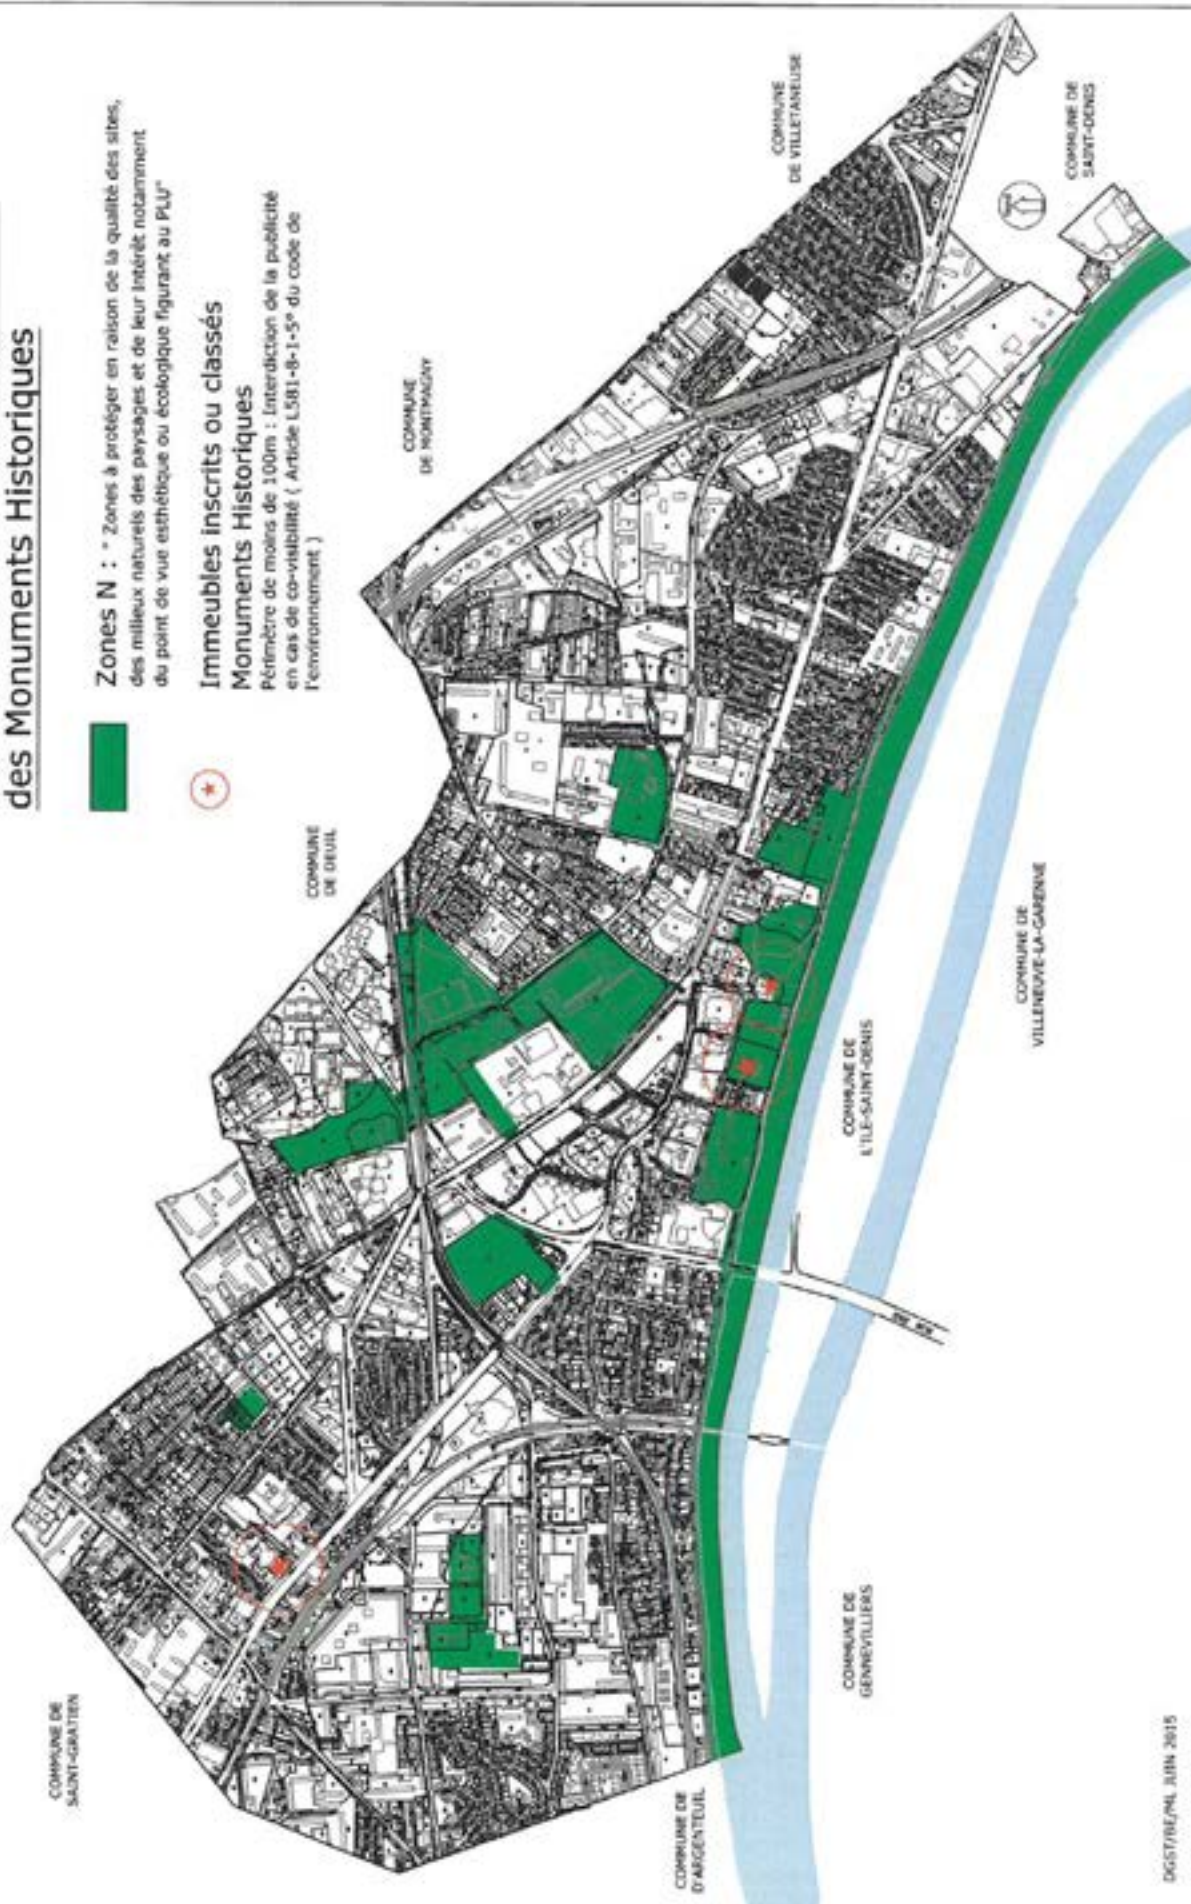 des Monuments Historiques
Zones N : " Zones à protéger en raison de la qualité des sites,
des milieux naturels des paysages et de leur intérêt notamment
du point de vue esthétique ou écologique figurant au PLU"
Immeubles inscrits ou classés
Monuments Historiques
Périmètre de moins de 100m : Interdiction de la publicité
en cas de co-visibilité ( Article L581-8-1-5° du code de
l'environnement )
COMMUNE DE
SAINT-GRATIEN
COMMUNE
DE DEUIL
COMMUNE
DE MONTMAGNY
COMMUNE
DE VILLETANEUSE
COMMUNE DE
SAINT-DENIS
COMMUNE DE
D'ARGENTEUIL
COMMUNE DE
GENNEVILLIERS
COMMUNE DE
L'ILE-SAINT-DENIS
COMMUNE DE
VILLENEUVE-LA-GARENNE
DGST/BE/ML JUIN 2015